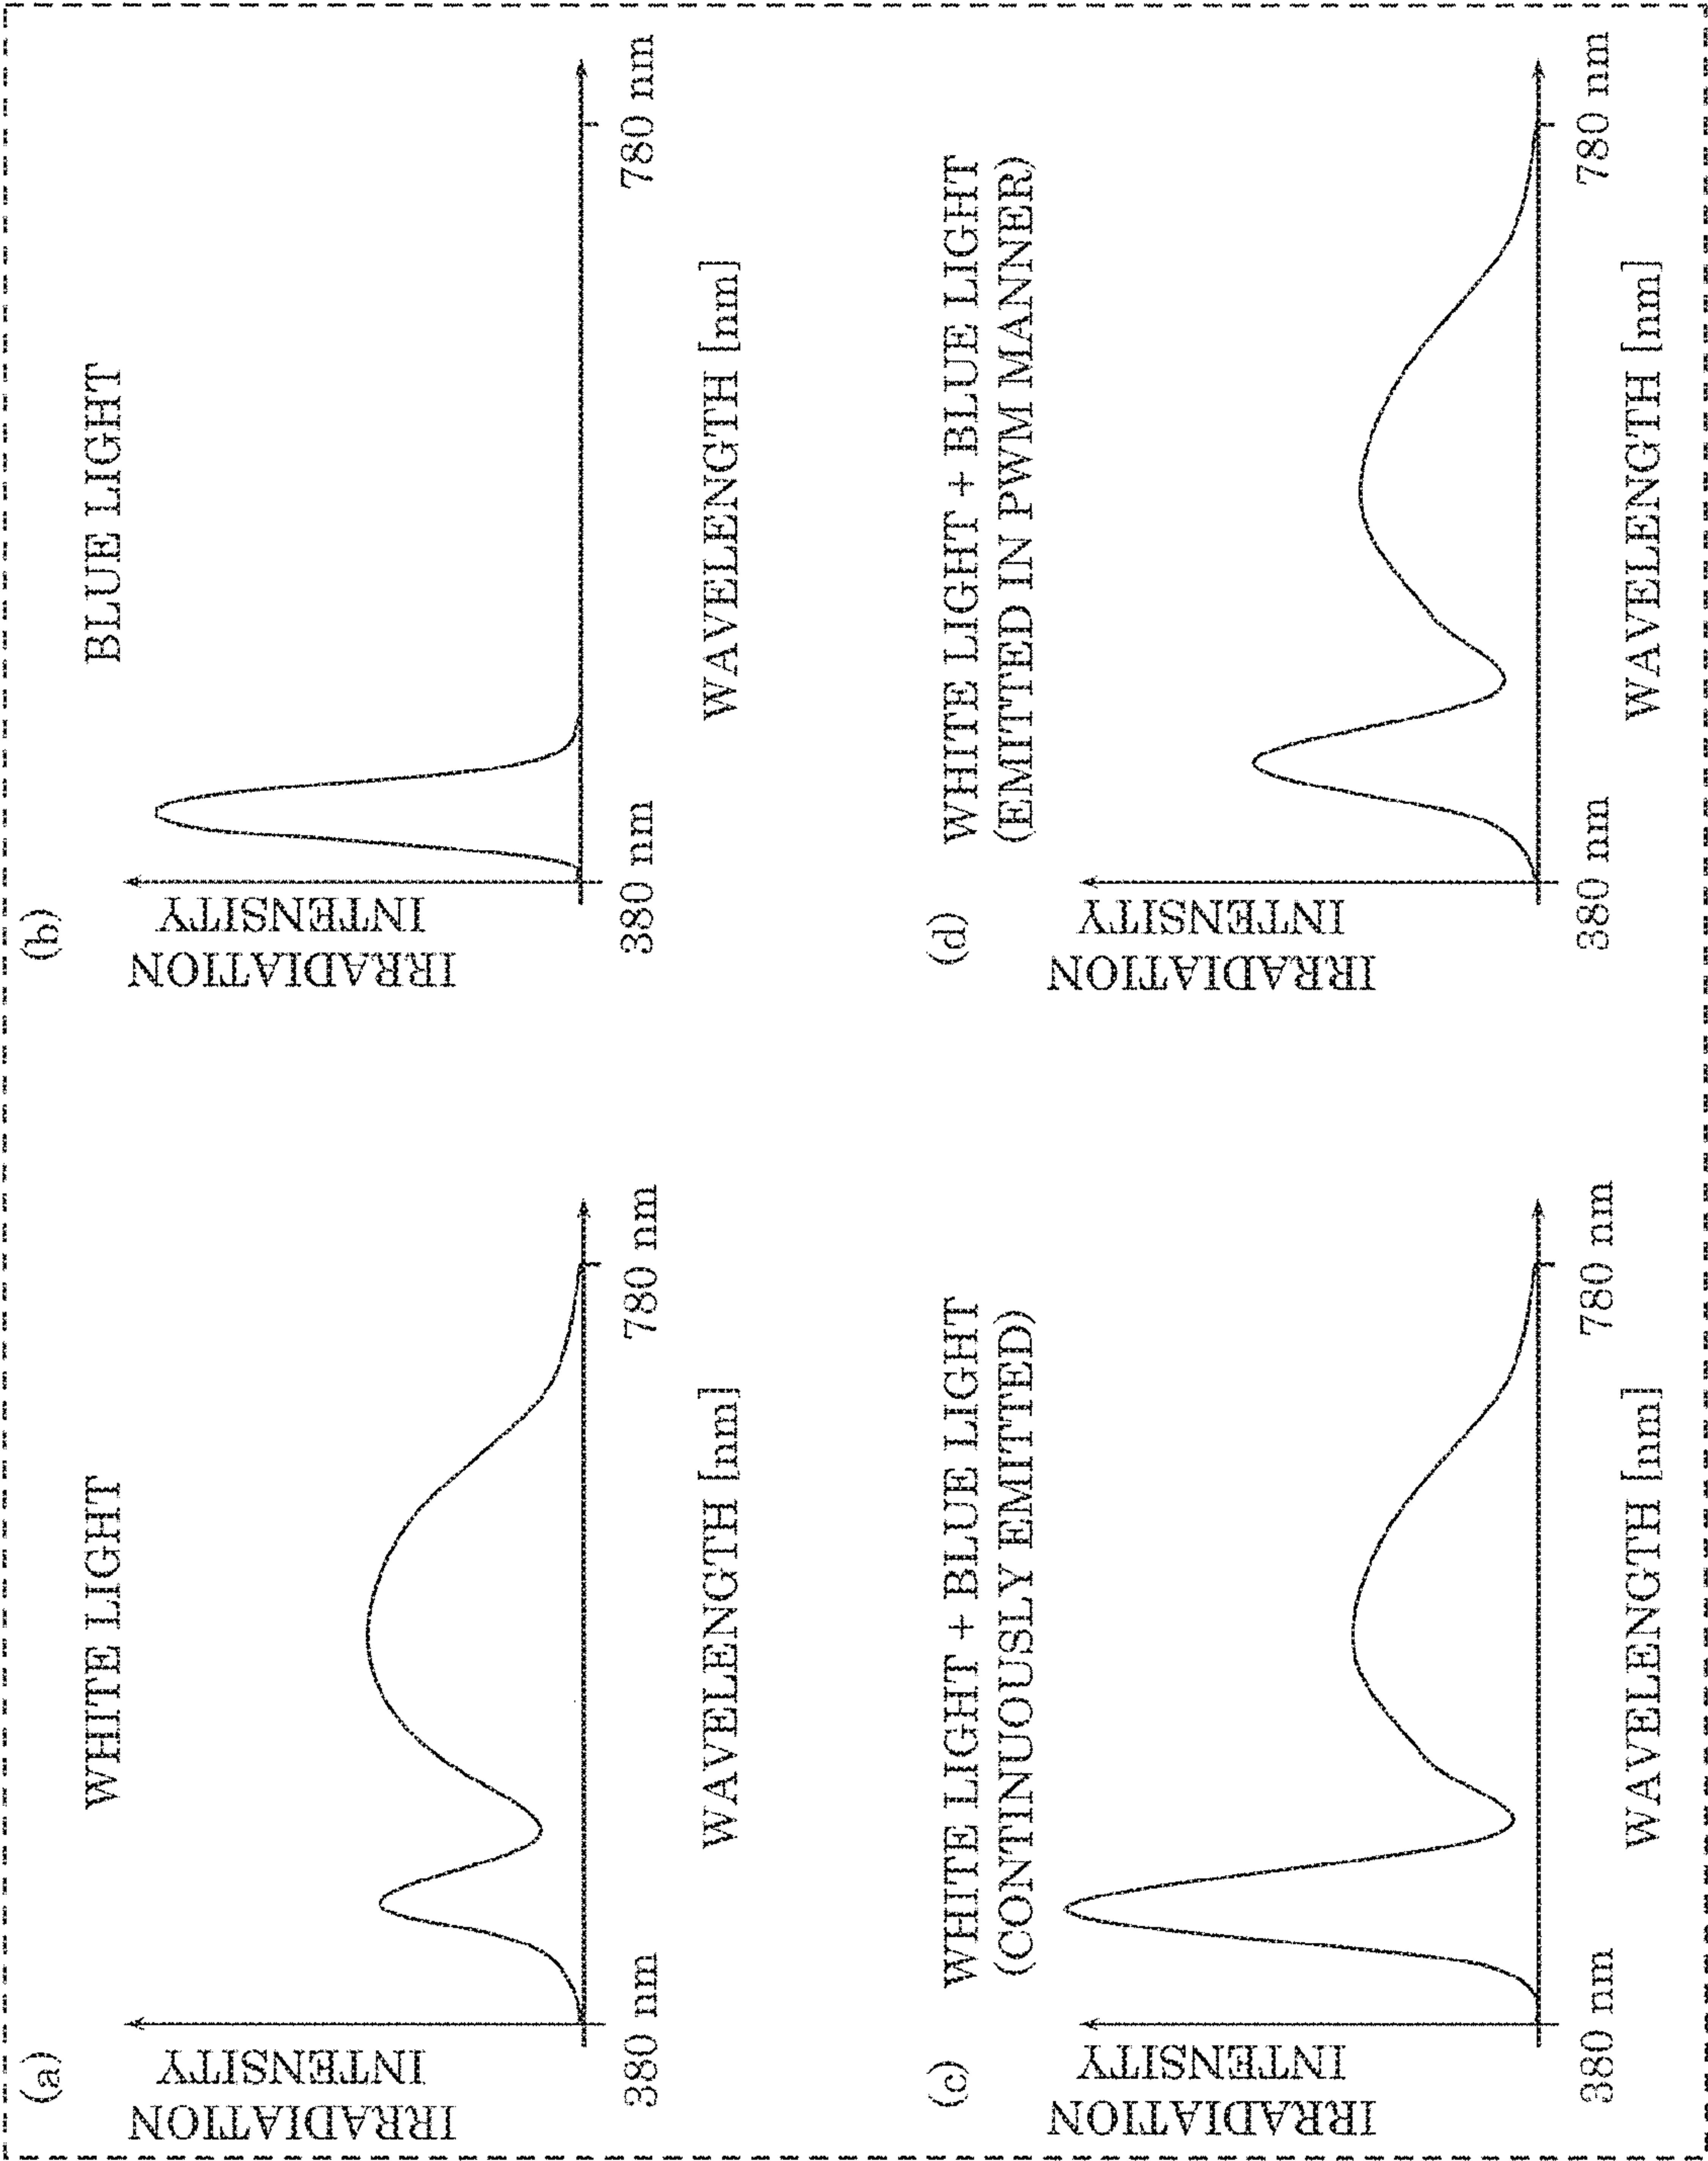 (a)
WHITE LIGHT
IRRADIATION
INTENSITY
380 nm
780 nm
WAVELENGTH [nm]
(b)
BLUE LIGHT
IRRADIATION
INTENSITY
380 nm
780 nm
WAVELENGTH [nm]
(c)
WHITE LIGHT + BLUE LIGHT
(CONTINUOUSLY EMITTED)
IRRADIATION
INTENSITY
380 nm
780 nm
WAVELENGTH [nm]
(d)
WHITE LIGHT + BLUE LIGHT
(EMITTED IN PWM MANNER)
IRRADIATION
INTENSITY
380 nm
780 nm
WAVELENGTH [nm]